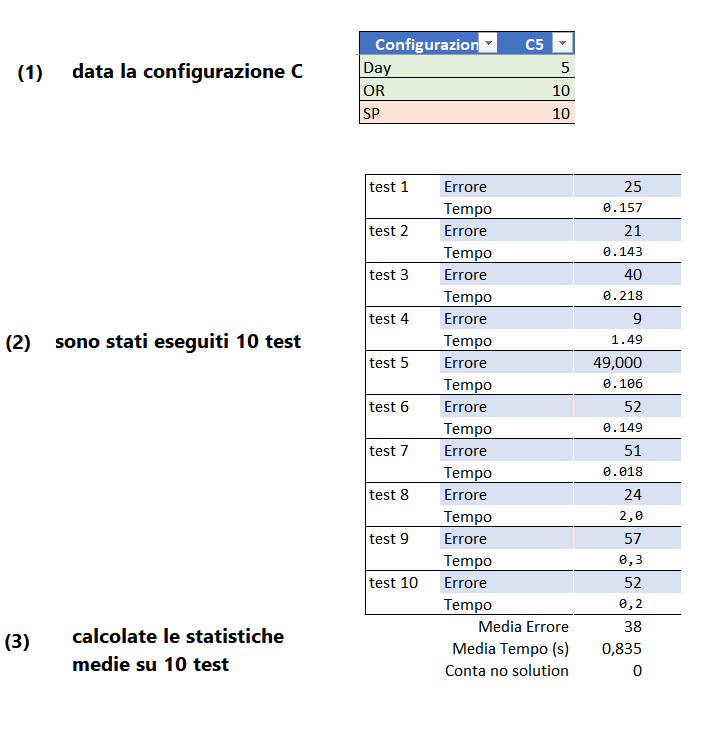 Configurazion C5
(1) data la configurazione C
Day 5
OR 10
SP 10
test 1 Errore 25
Tempo 0.157
test 2 Errore 21
Tempo 0.143
test 3 Errore 40
Tempo 0.218
test 4 Errore 9
Tempo 1.49
(2) sono stati eseguiti 10 test
test 5 Errore 49,000
Tempo 0.106
test 6 Errore 52
Tempo 0.149
test 7 Errore 51
Tempo 0.018
test 8 Errore 24
Tempo 2,0
test 9 Errore 57
Tempo 0,3
test 10 Errore 52
Tempo 0,2
(3) calcolate le statistiche
medie su 10 test
Media Errore 38
Media Tempo (s) 0,835
Conta no solution 0